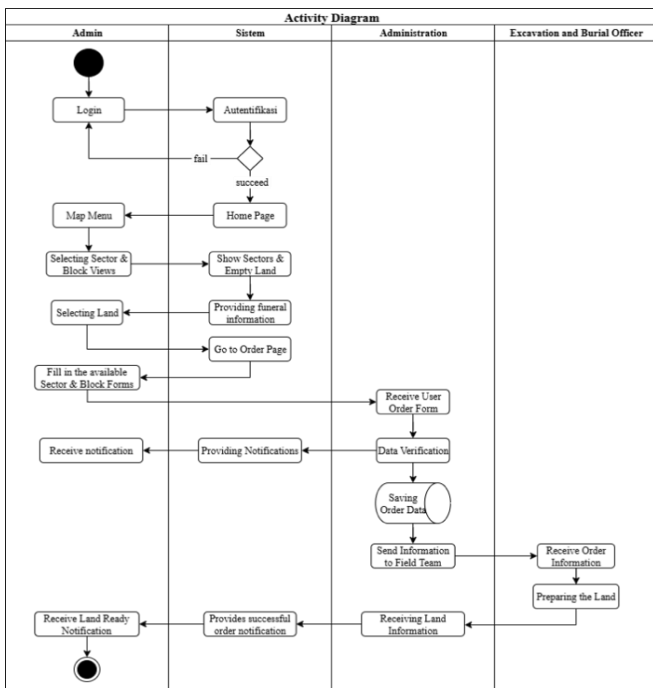 Activity Diagram
Admin
Sistem
Administration
Excavation and Burial Officer
Login
Autentifikasi
fail
succeed
Map Menu
Home Page
Selecting Sector &
Block Views
Show Sectors &
Empty Land
Selecting Land
Providing funeral
information
Go to Order Page
Fill in the available
Sector & Block Forms
Receive User
Order Form
Receive notification
Providing Notifications
Data Verification
Saving
Order Data
Send Information
to Field Team
Receive Order
Information
Preparing the Land
Receive Land Ready
Notification
Provides successful
order notification
Receiving Land
Information